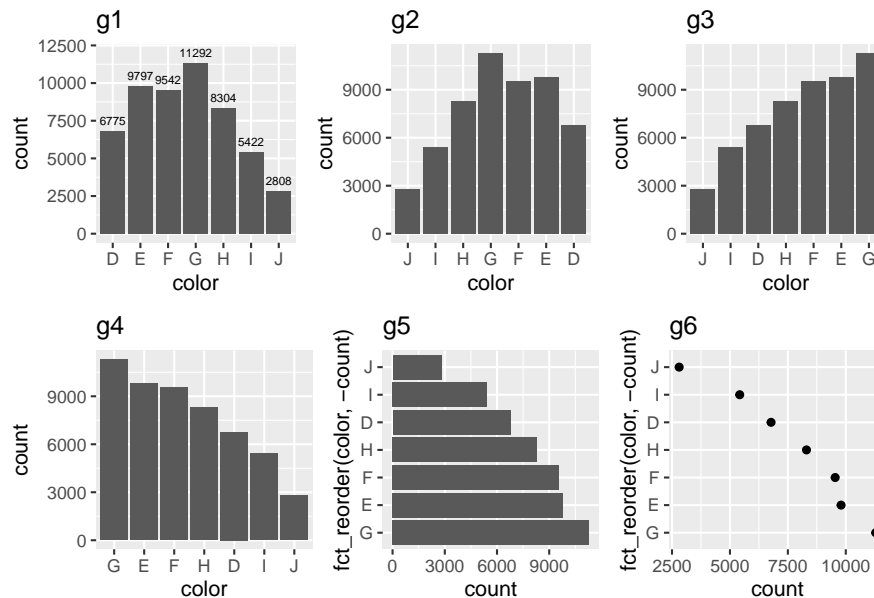 g1
12500
10000
7500
5000
2500
0
count
6775
9797
9542
11292
8304
5422
2808
D E F G H I J
color
g2
9000
6000
3000
0
count
J I H G F E D
color
g3
9000
6000
3000
0
count
J I D H F E G
color
g4
9000
6000
3000
0
count
G E F H D I J
color
g5
fct_reorder(color, -count)
J
I
D
H
F
E
G
0 3000 6000 9000
count
g6
fct_reorder(color, -count)
J
I
D
H
F
E
G
2500 5000 7500 10000
count